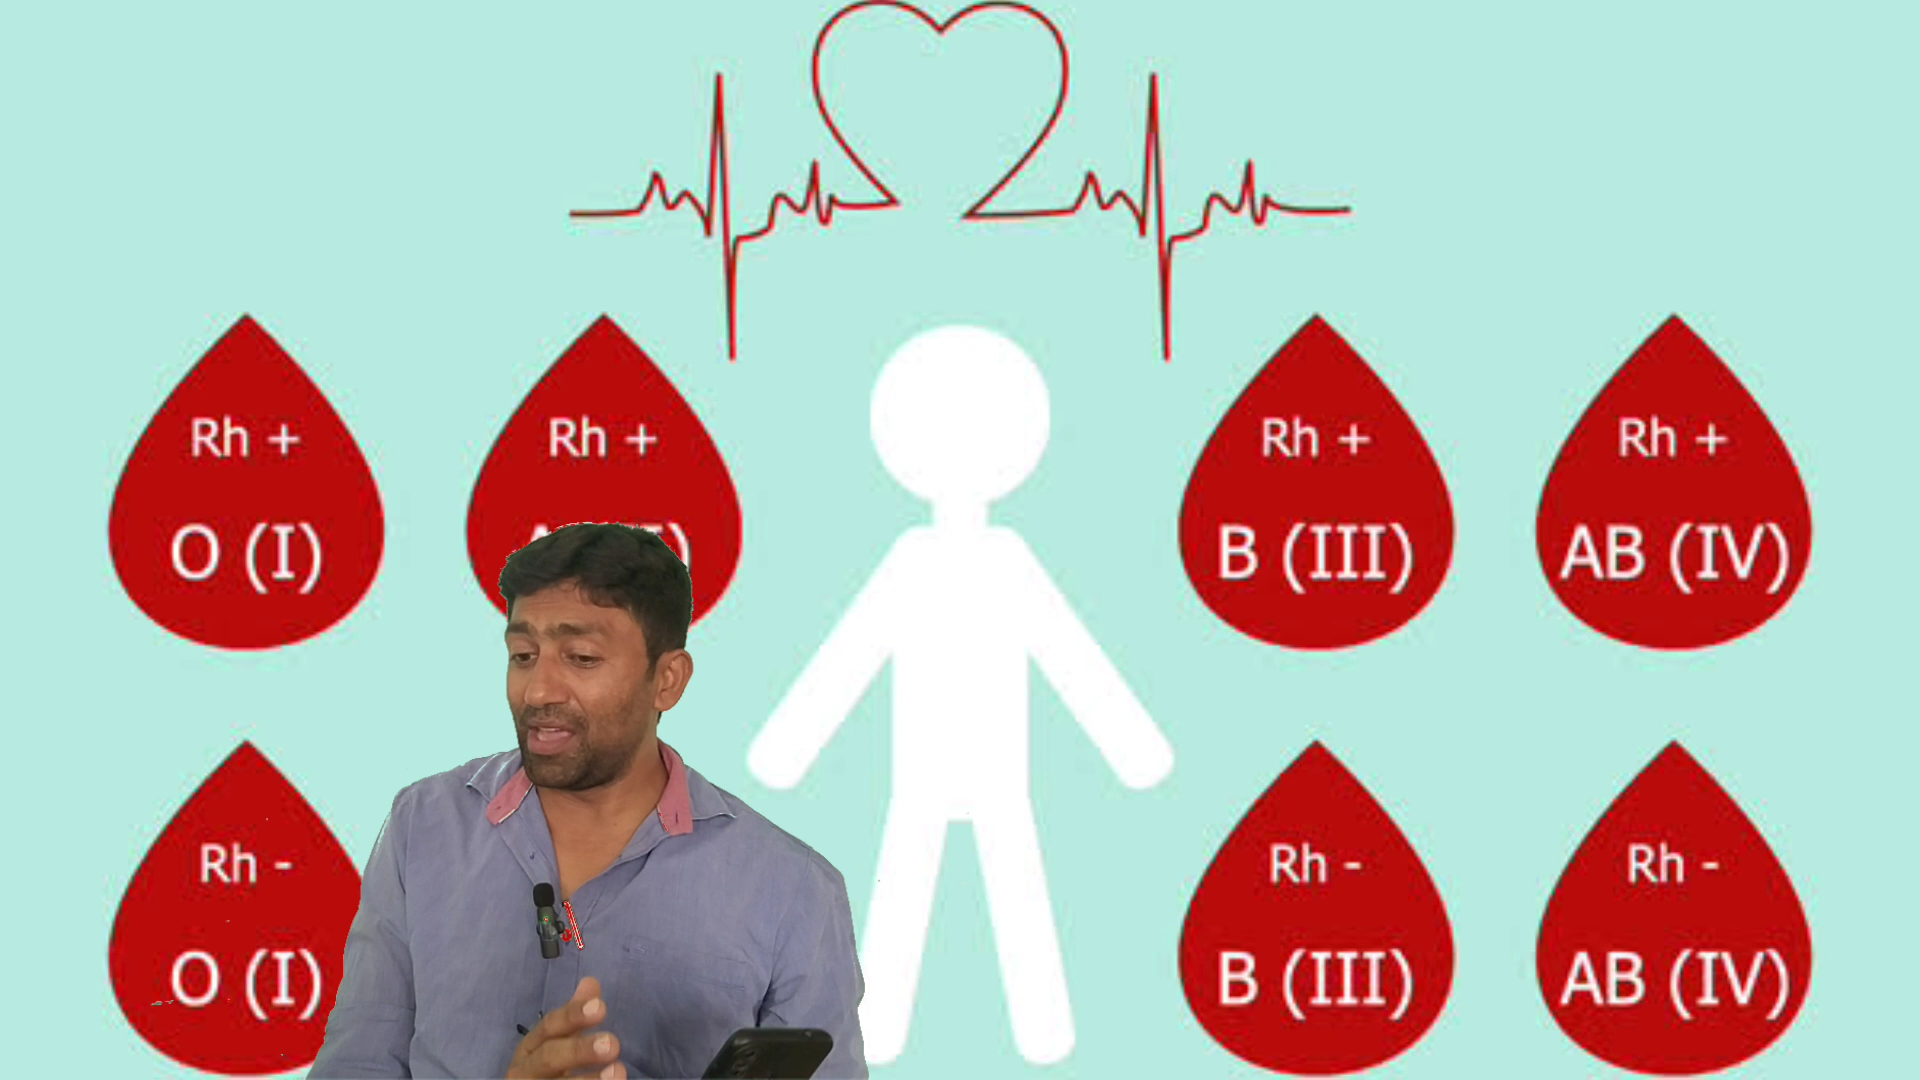 Rh +
Rh +
Rh +
Rh +
O (I)
B (III)
AB (IV)
Rh -
Rh -
Rh -
O (I)
B (III)
AB (IV)